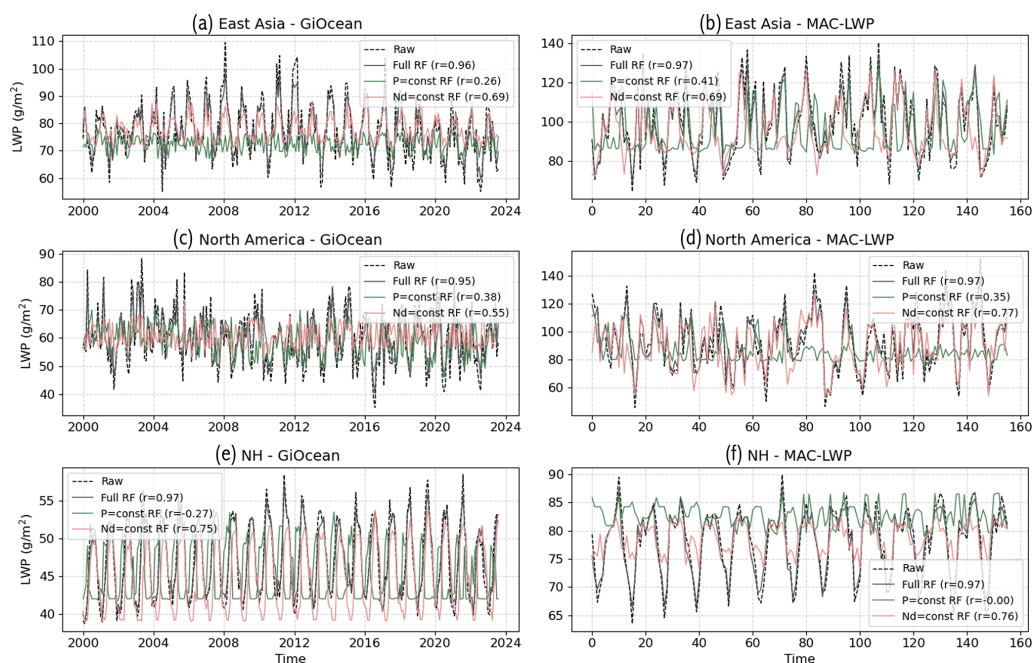 (a) East Asia - GiOcean
LWP (g/m²)
110
100
90
80
70
60
Raw
Full RF (r=0.96)
P=const RF (r=0.26)
Nd=const RF (r=0.69)
2000 2004 2008 2012 2016 2020 2024
(b) East Asia - MAC-LWP
140
120
100
80
Raw
Full RF (r=0.97)
P=const RF (r=0.41)
Nd=const RF (r=0.69)
0 20 40 60 80 100 120 140 160
(c) North America - GiOcean
LWP (g/m²)
90
80
70
60
50
40
Raw
Full RF (r=0.95)
P=const RF (r=0.38)
Nd=const RF (r=0.55)
2000 2004 2008 2012 2016 2020 2024
(d) North America - MAC-LWP
140
120
100
80
60
Raw
Full RF (r=0.97)
P=const RF (r=0.35)
Nd=const RF (r=0.77)
0 20 40 60 80 100 120 140 160
(e) NH - GiOcean
LWP (g/m²)
55
50
45
40
Raw
Full RF (r=0.97)
P=const RF (r=-0.27)
Nd=const RF (r=0.75)
2000 2004 2008 2012 2016 2020 2024
Time
(f) NH - MAC-LWP
90
85
80
75
70
65
Raw
Full RF (r=0.97)
P=const RF (r=-0.00)
Nd=const RF (r=0.76)
0 20 40 60 80 100 120 140 160
Time